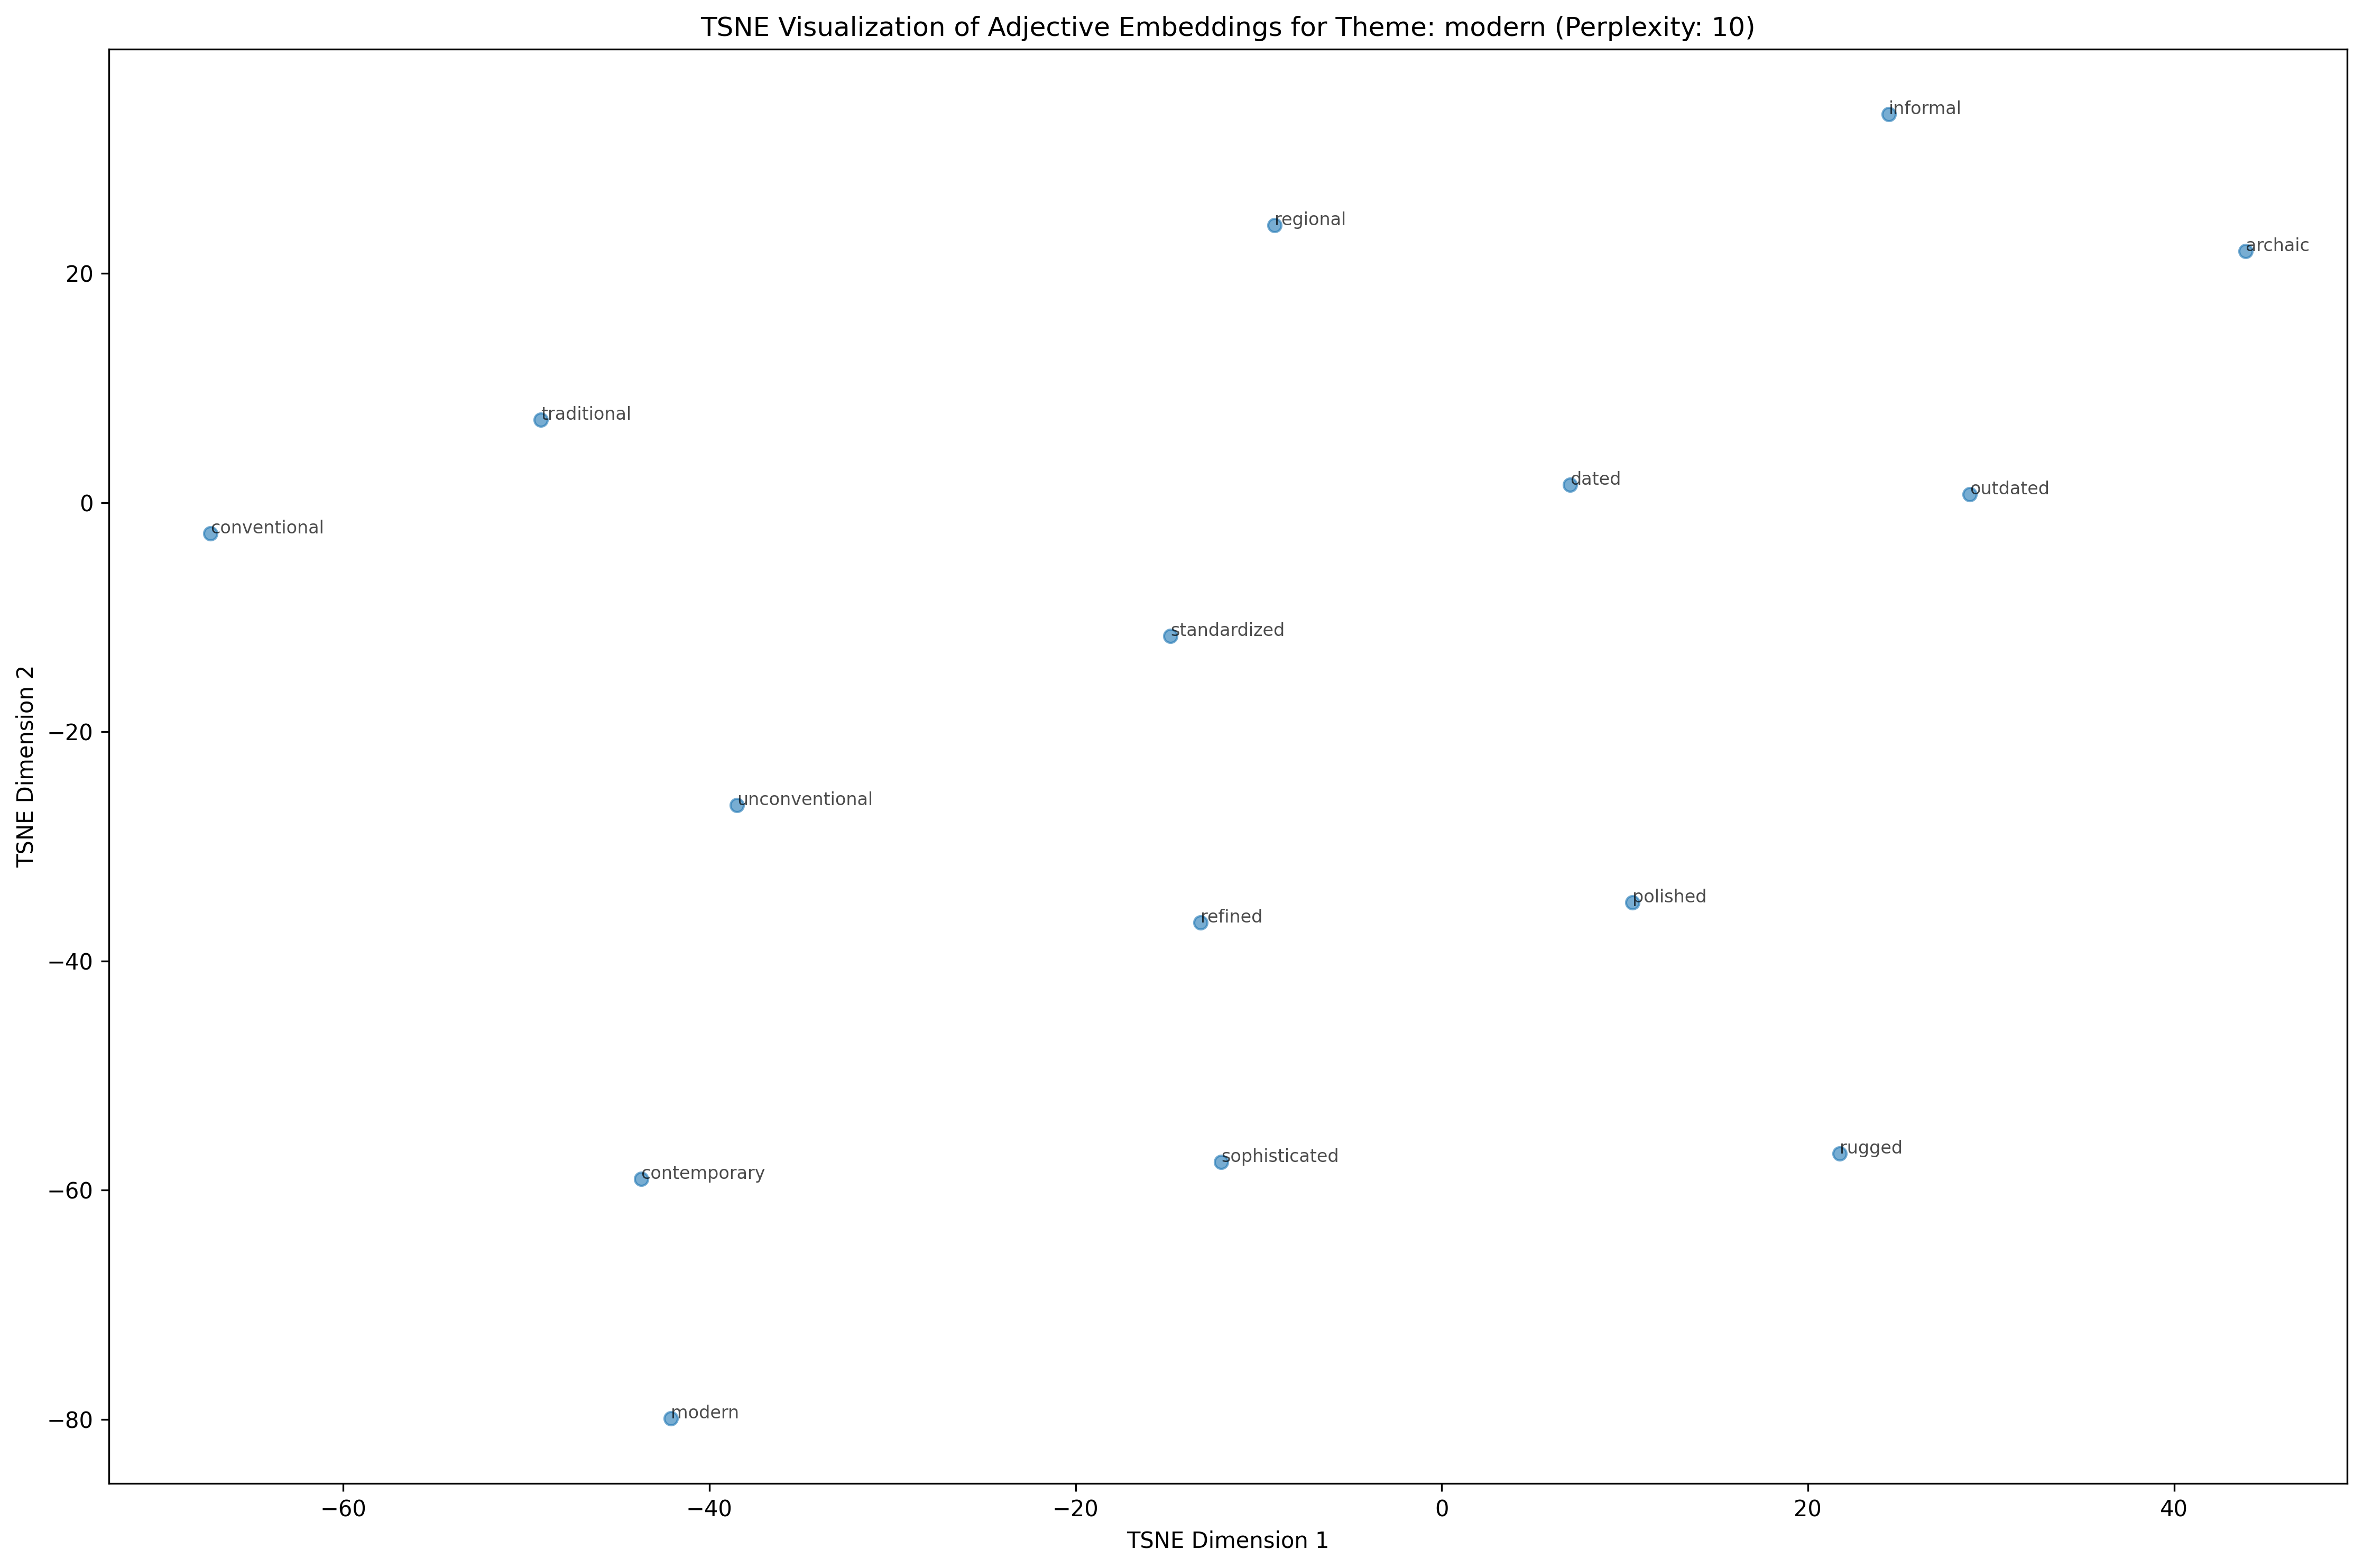 TSNE Visualization of Adjective Embeddings for Theme: modern (Perplexity: 10)
informal
regional
archaic
20
traditional
dated
outdated
0
conventional
standardized
TSNE Dimension 2
−20
unconventional
polished
refined
−40
rugged
sophisticated
contemporary
−60
modern
−80
−60
−40
−20
0
20
40
TSNE Dimension 1